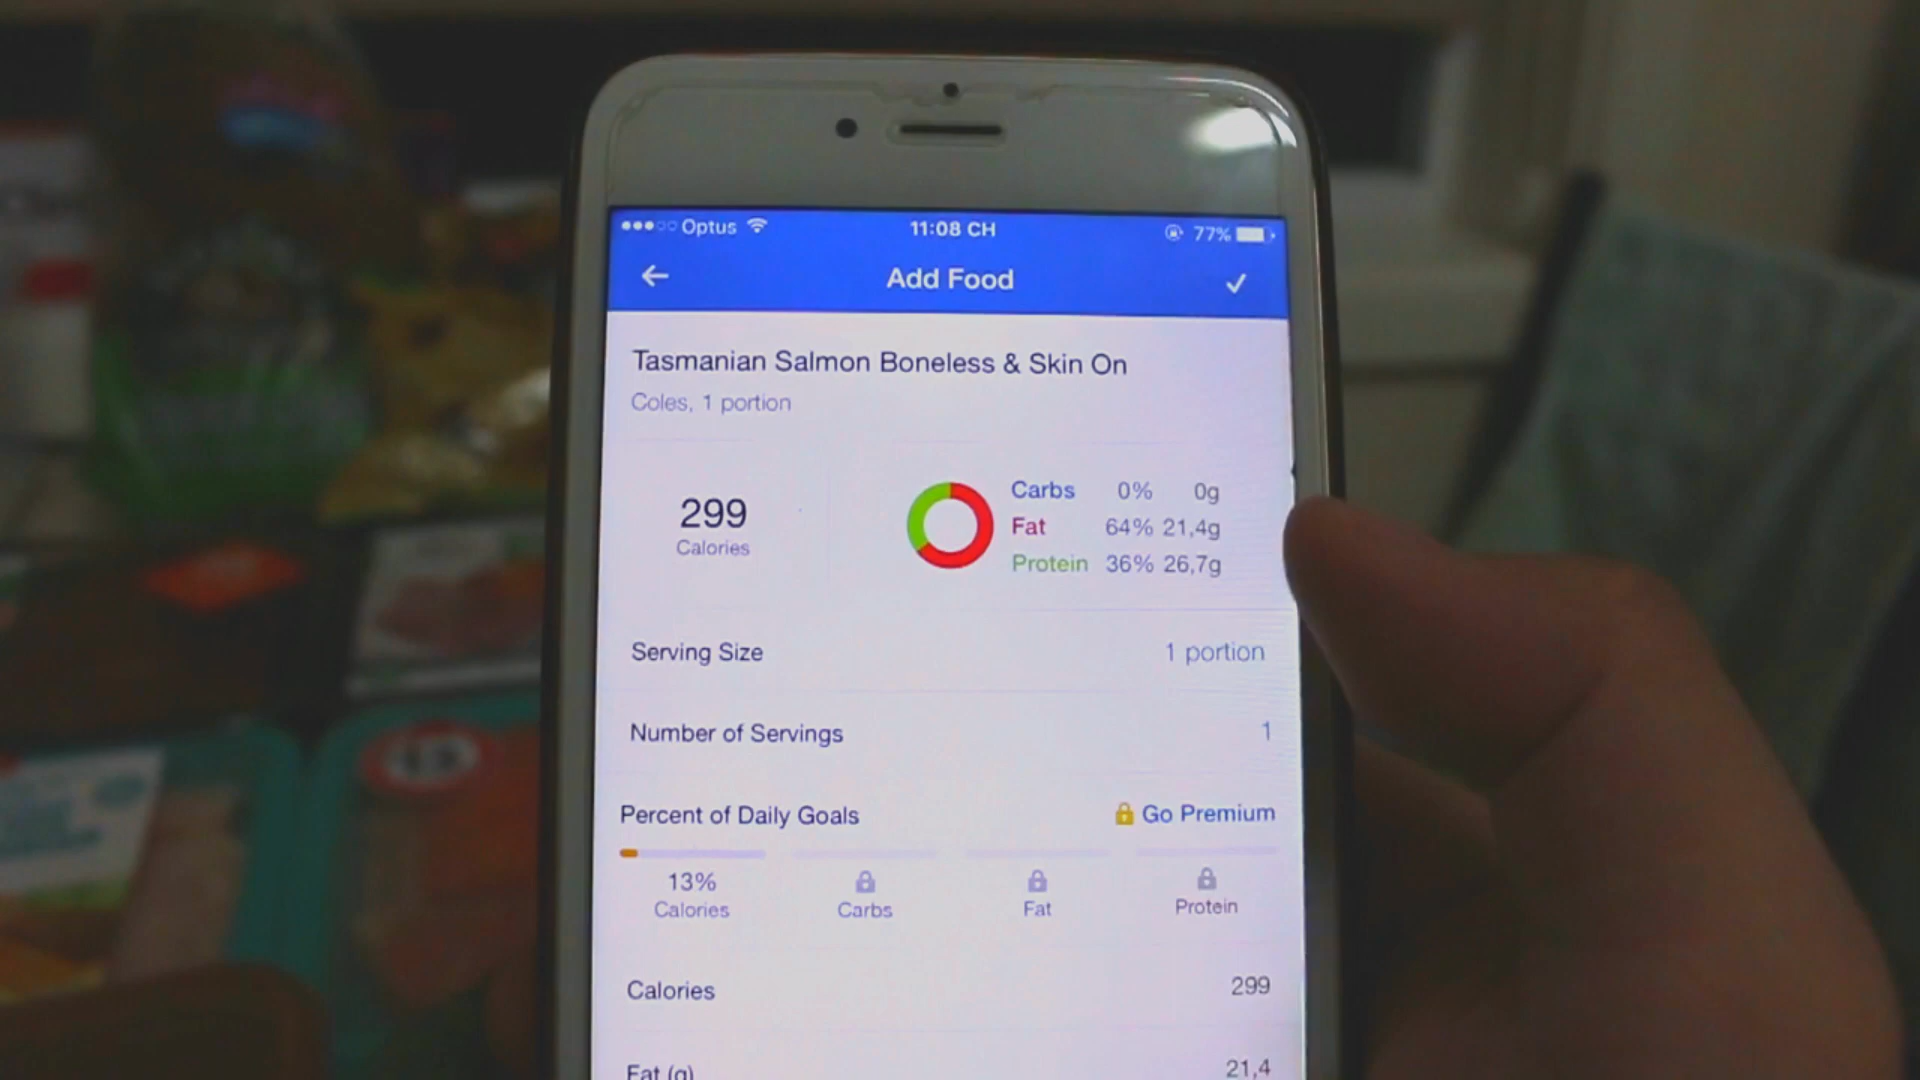 Optus 11:08 CH 77%
Add Food
Tasmanian Salmon Boneless & Skin On
Coles, 1 portion
299
Calories
Carbs 0% 0g
Fat 64% 21,4g
Protein 36% 26,7g
Serving Size 1 portion
Number of Servings 1
Percent of Daily Goals Go Premium
13%
Calories Carbs Fat Protein
Calories 299
Fat (g) 21,4